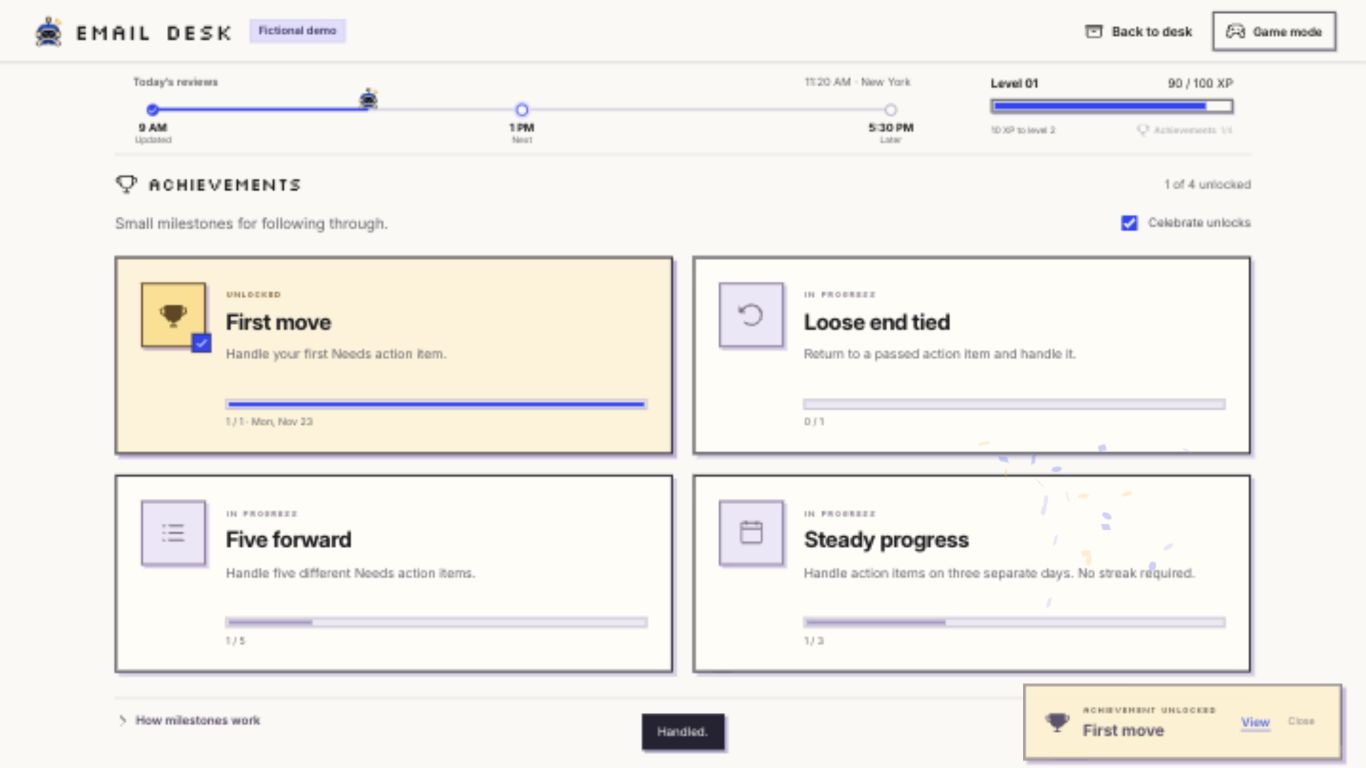 EMAIL DESK
Fictional demo
Back to desk
Game mode
Today's reviews
11:20 AM · New York
9 AM
Updated
1 PM
Next
5:30 PM
Later
Level 01
90 / 100 XP
10 XP to level 2
Achievements 1/4
ACHIEVEMENTS
1 of 4 unlocked
Small milestones for following through.
Celebrate unlocks
UNLOCKED
First move
Handle your first Needs action item.
1 / 1 · Mon, Nov 23
IN PROGRESS
Loose end tied
Return to a passed action item and handle it.
0 / 1
IN PROGRESS
Five forward
Handle five different Needs action items.
1 / 5
IN PROGRESS
Steady progress
Handle action items on three separate days. No streak required.
1 / 3
How milestones work
Handled.
ACHIEVEMENT UNLOCKED
First move
View
Close